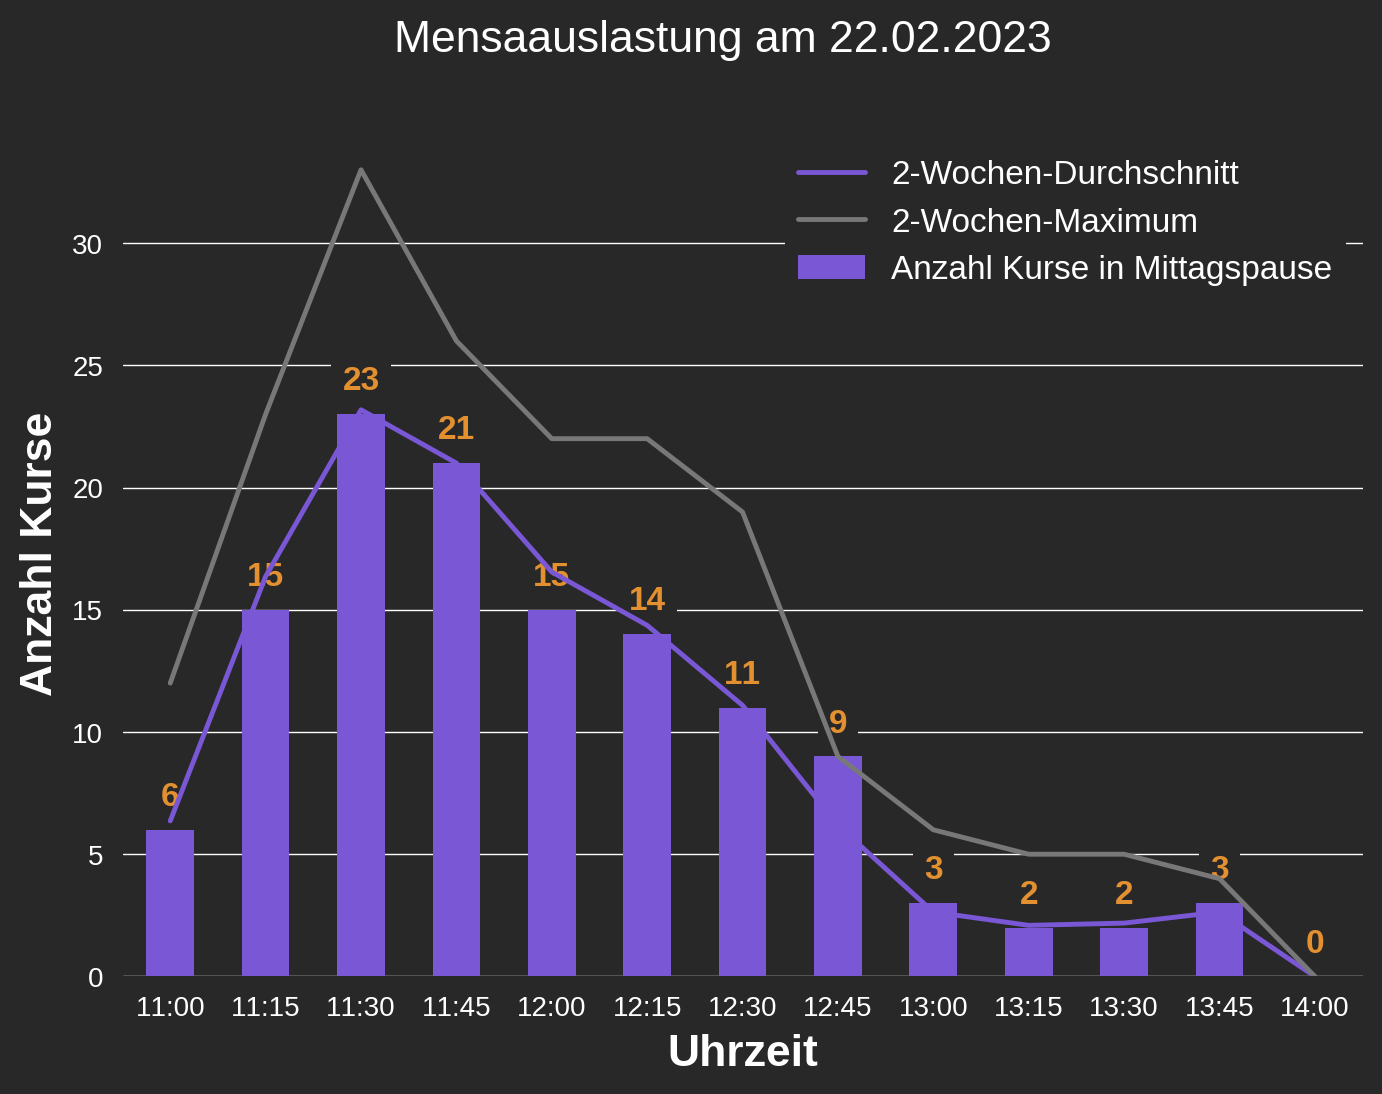 Mensaauslastung am 22.02.2023
2-Wochen-Durchschnitt
2-Wochen-Maximum
Anzahl Kurse in Mittagspause
Anzahl Kurse
30
25
20
15
10
5
0
6
15
23
21
15
14
11
9
3
2
2
3
0
11:00 11:15 11:30 11:45 12:00 12:15 12:30 12:45 13:00 13:15 13:30 13:45 14:00
Uhrzeit